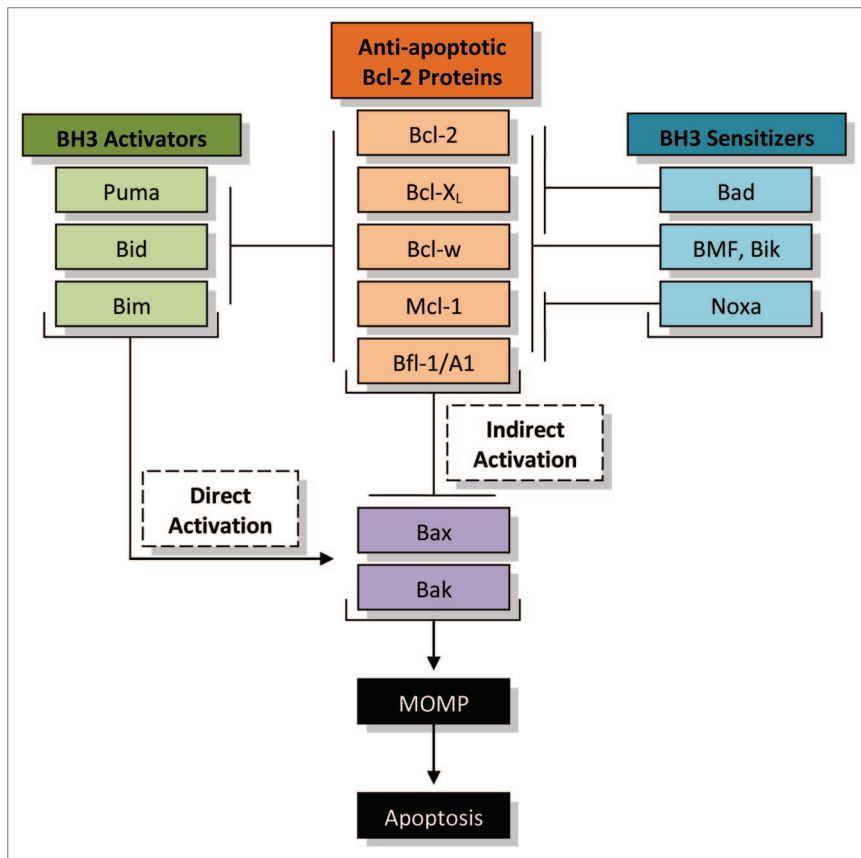 Anti-apoptotic
Bcl-2 Proteins
BH3 Activators
Puma
Bid
Bim
Bcl-2
Bcl-XL
Bcl-w
Mcl-1
Bfl-1/A1
BH3 Sensitizers
Bad
BMF, Bik
Noxa
Indirect
Activation
Direct
Activation
Bax
Bak
MOMP
Apoptosis